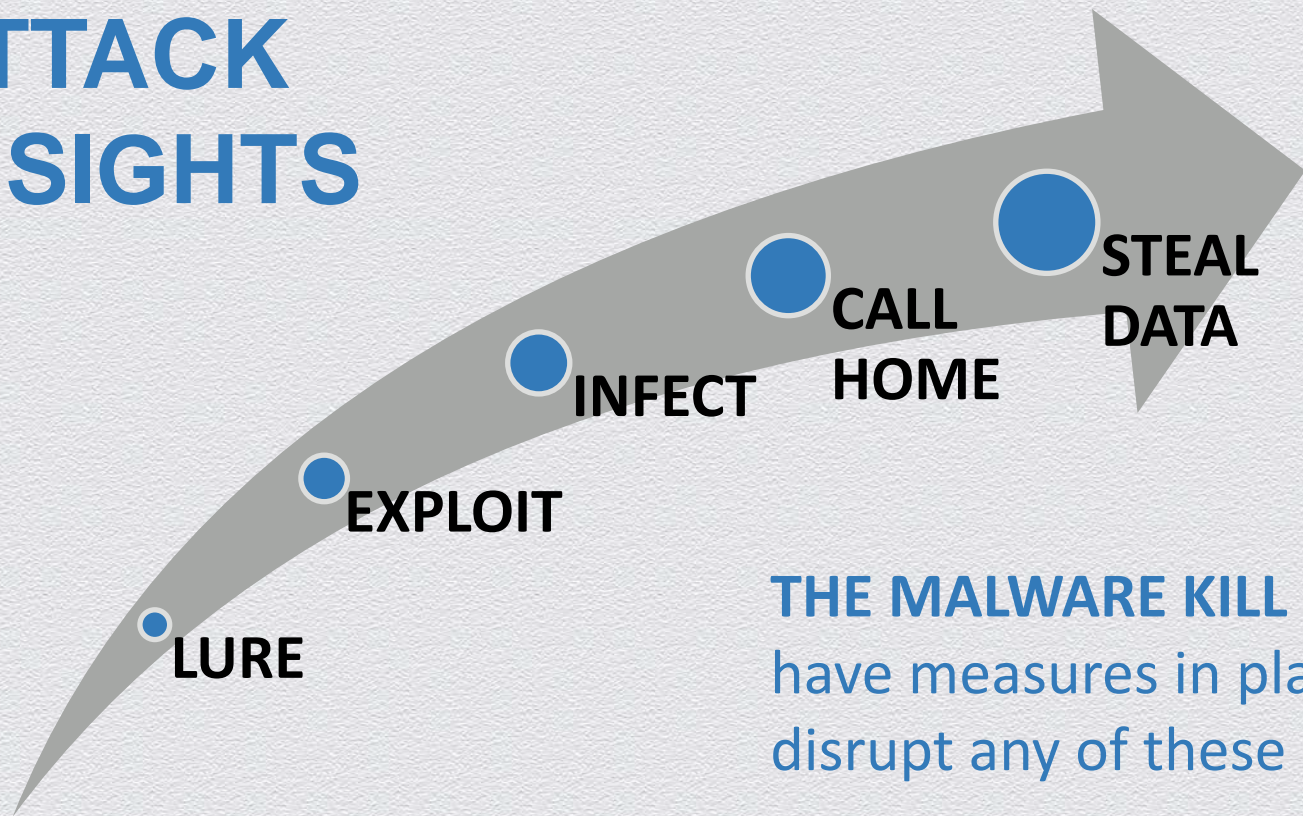 TTACK
SIGHTS
STEAL
DATA
CALL
HOME
INFECT
EXPLOIT
LURE
THE MALWARE KILL
have measures in pla
disrupt any of these